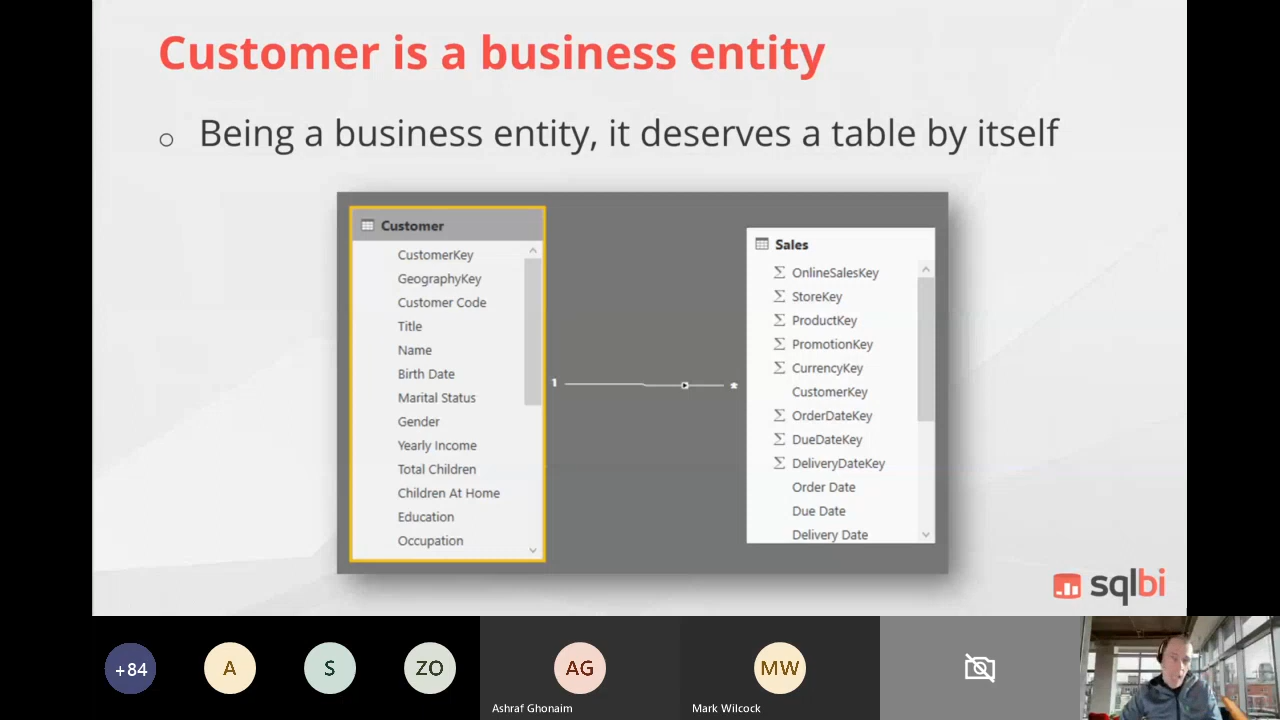 Customer is a business entity
Being a business entity, it deserves a table by itself
Customer
CustomerKey
GeographyKey
Customer Code
Title
Name
Birth Date
Marital Status
Gender
Yearly Income
Total Children
Children At Home
Education
Occupation
1
*
Sales
OnlineSalesKey
StoreKey
ProductKey
PromotionKey
CurrencyKey
CustomerKey
OrderDateKey
DueDateKey
DeliveryDateKey
Order Date
Due Date
Delivery Date
sqlbi
+84
A
S
ZO
AG
MW
Ashraf Ghonaim
Mark Wilcock